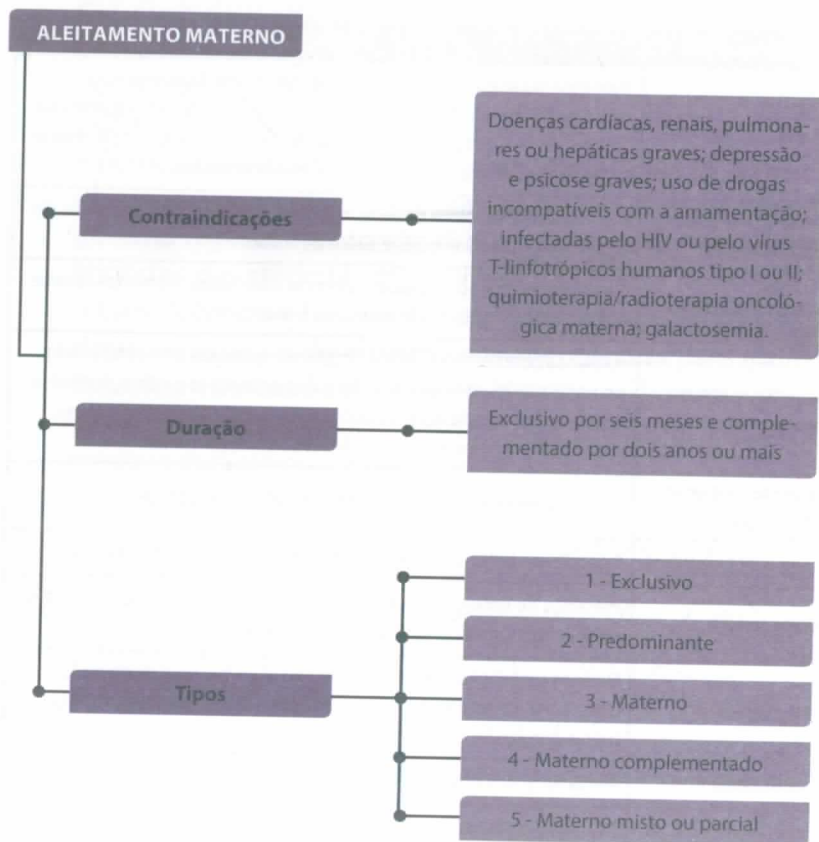 ALEITAMENTO MATERNO
Contraindicações
Doenças cardíacas, renais, pulmona-
res ou hepáticas graves; depressão
e psicose graves; uso de drogas
incompatíveis com a amamentação;
infectadas pelo HIV ou pelo vírus
T-linfotrópicos humanos tipo I ou II;
quimioterapia/radioterapia oncoló-
gica materna; galactosemia.
Duração
Exclusivo por seis meses e comple-
mentado por dois anos ou mais
Tipos
1 - Exclusivo
2 - Predominante
3 - Materno
4 - Materno complementado
5 - Materno misto ou parcial